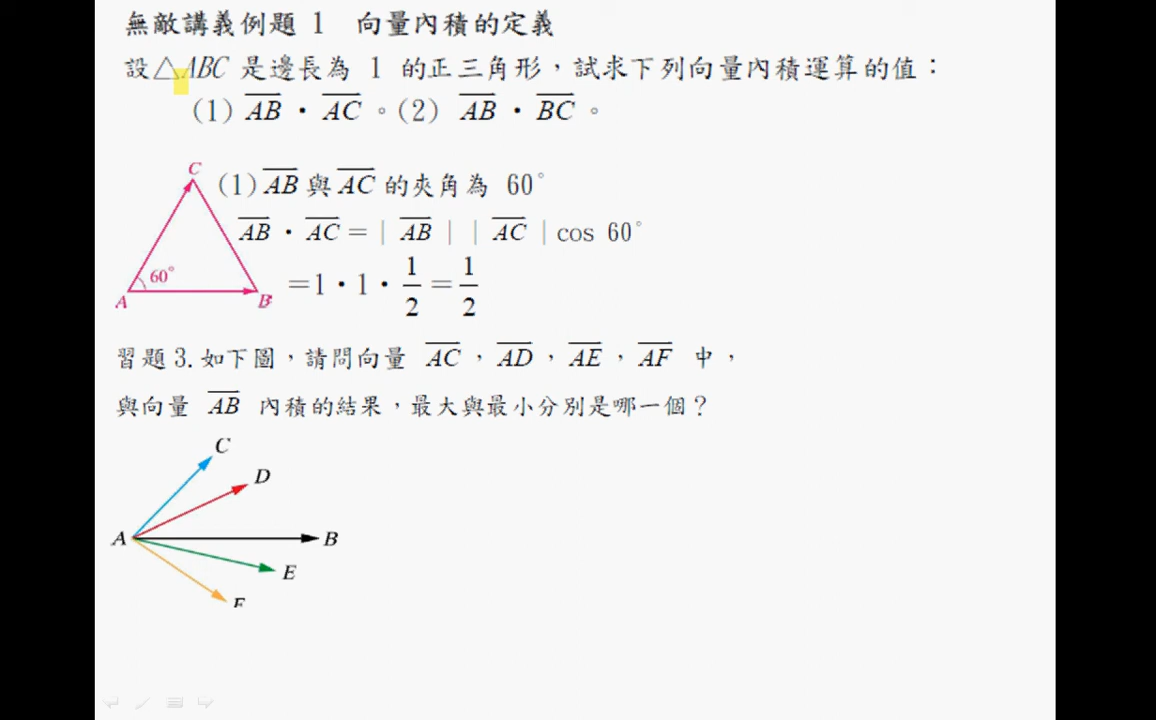 無敵講義例題 1　向量內積的定義
設△ABC 是邊長為 1 的正三角形，試求下列向量內積運算的值：
(1) AB・AC。(2) AB・BC。
C
(1) AB 與 AC 的夾角為 60°
AB・AC = | AB | | AC | cos 60°
60°
=1・1・1/2=1/2
A
B
習題 3. 如下圖，請問向量 AC，AD，AE，AF 中，
與向量 AB 內積的結果，最大與最小分別是哪一個？
C
D
A
B
E
F